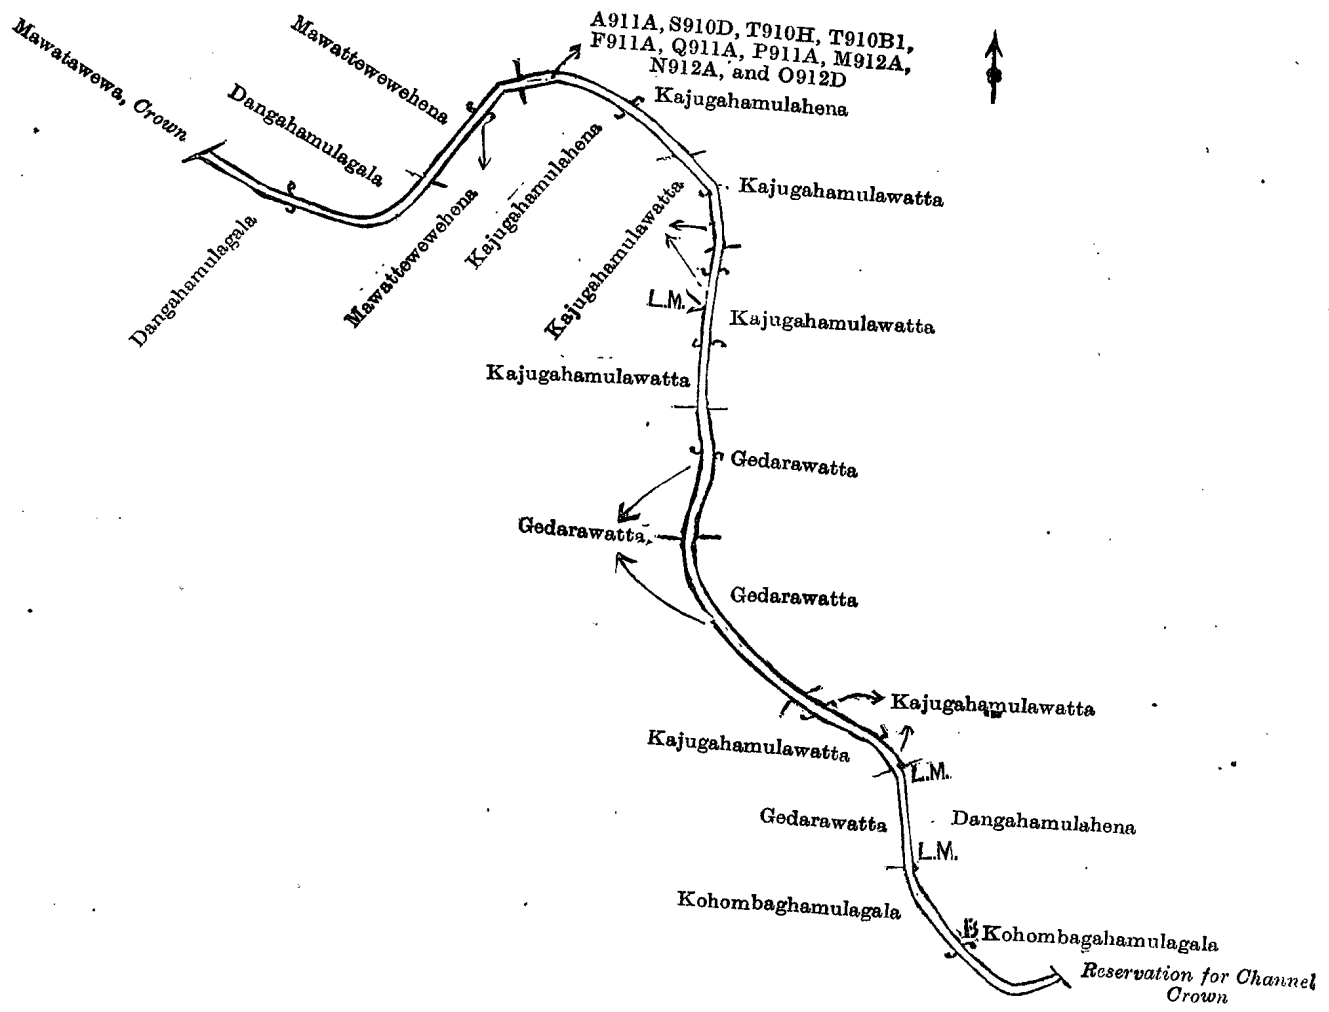 A911A, S910D, T910H, T910B1,
F911A, Q911A, P911A, M912A,
N912A, and O912D
Mawatawewa, Crown
Mawattewewehena
Dangahamulagala
Dangahamulagala
Mawattewewehena
Kajugahamulahena
Kajugahamulahena
Kajugahamulawatta
Kajugahamulawatta
L.M.
Kajugahamulawatta
Kajugahamulawatta
Gedarawatta
Gedarawatta
Gedarawatta
Kajugahamulawatta
Kajugahamulawatta
L.M.
Gedarawatta
Dangahamulahena
L.M.
Kohombaghamulagala
B
Kohombagahamulagala
Reservation for Channel
Crown